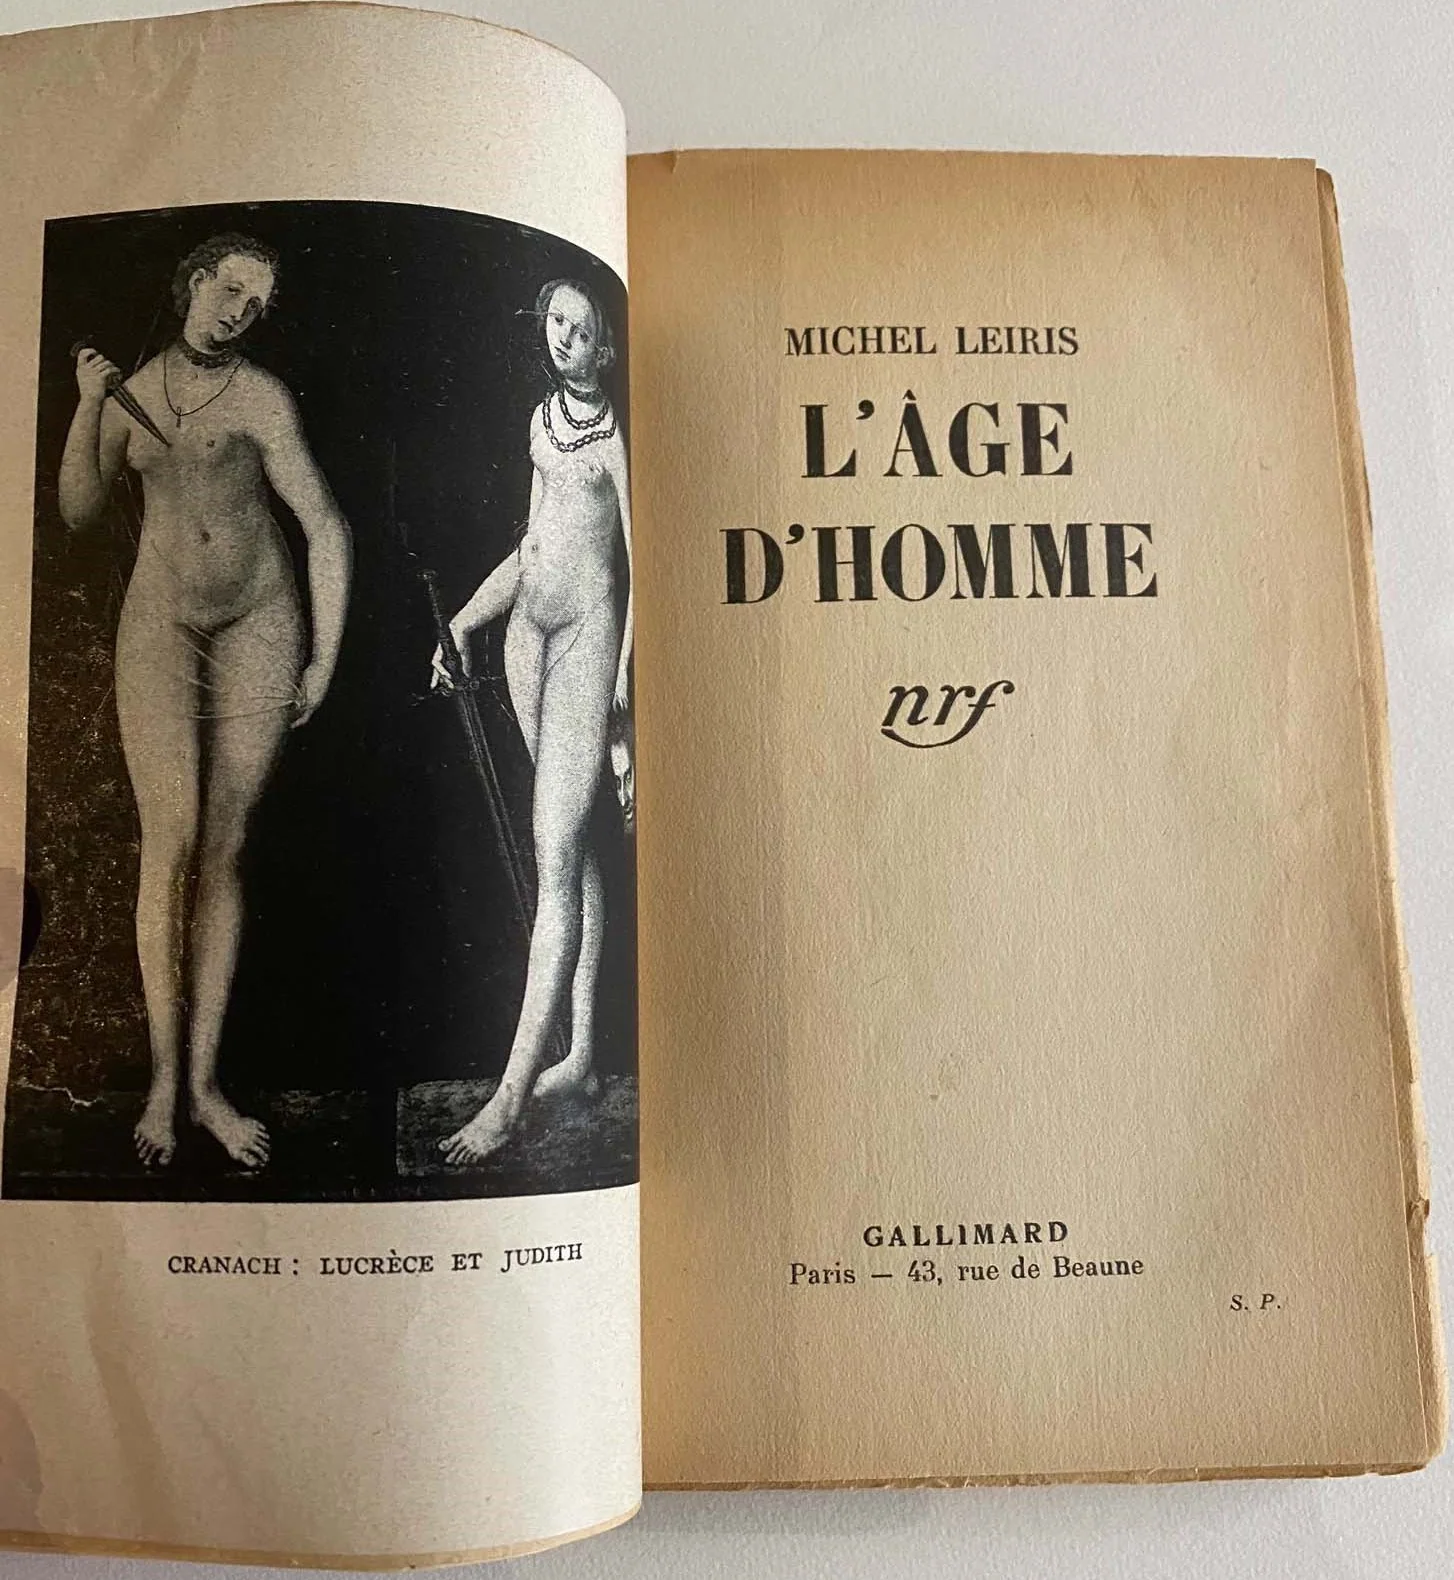 CRANACH : LUCRÈCE ET JUDITH
MICHEL LEIRIS
L'ÂGE
D'HOMME
nrf
GALLIMARD
Paris — 43, rue de Beaune
S. P.